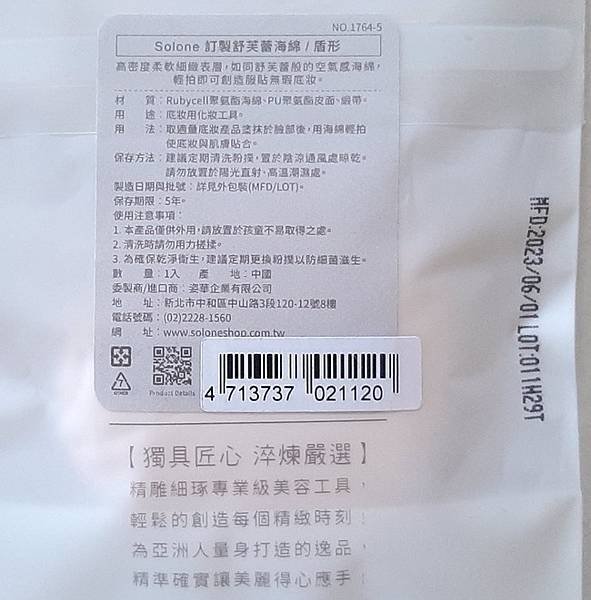 NO.1764-5
Solone 訂製舒芙蕾海綿 / 盾形
高密度柔軟細緻表層,如同舒芙蕾般的空氣感海綿,
輕拍即可創造服貼無瑕底妝。
材 質:Rubycell聚氨酯海綿、PU聚氨酯皮面、緞帶。
用 途:底妝用化妝工具。
用 法:取適量底妝產品塗抹於臉部後,用海綿輕拍
使底妝與肌膚貼合。
保存方法:建議定期清洗粉撲,置於陰涼通風處晾乾。
請勿放置於陽光直射、高溫潮濕處。
製造日期與批號:詳見外包裝(MFD/LOT)。
保存期限:5年。
使用注意事項:
1. 本產品僅供外用,請放置於孩童不易取得之處。
2. 清洗時請勿用力搓揉。
3. 為確保乾淨衛生,建議定期更換粉撲以防細菌滋生。
數 量:1入 產 地:中國
委製商/進口商:姿華企業有限公司
地 址:新北市中和區中山路3段120-12號8樓
電話號碼:(02)2228-1560
網 址:www.soloneshop.com.tw
7
OTHER
Product Details
4 713737 021120
MFD:2023/06/01 LOT:011H29T
【獨具匠心 淬煉嚴選】
精雕細琢專業級美容工具,
輕鬆的創造每個精緻時刻!
為亞洲人量身打造的逸品,
精準確實讓美麗得心應手!